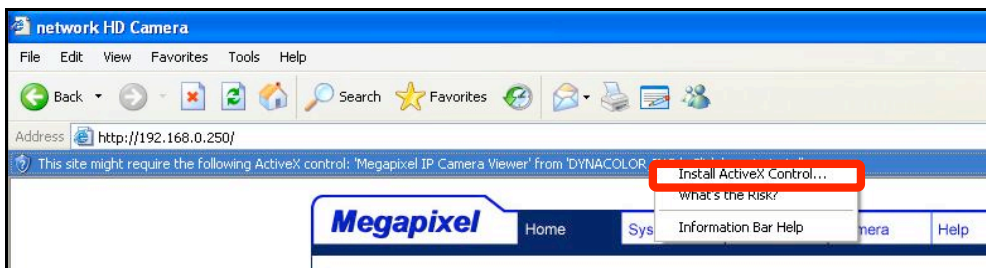 network HD Camera
File Edit View Favorites Tools Help
Back Search Favorites
Address http://192.168.0.250/
This site might require the following ActiveX control: 'Megapixel IP Camera Viewer' from 'DYNACOLOR
Install ActiveX Control...
What's the Risk?
Information Bar Help
Megapixel Home Sys mera Help